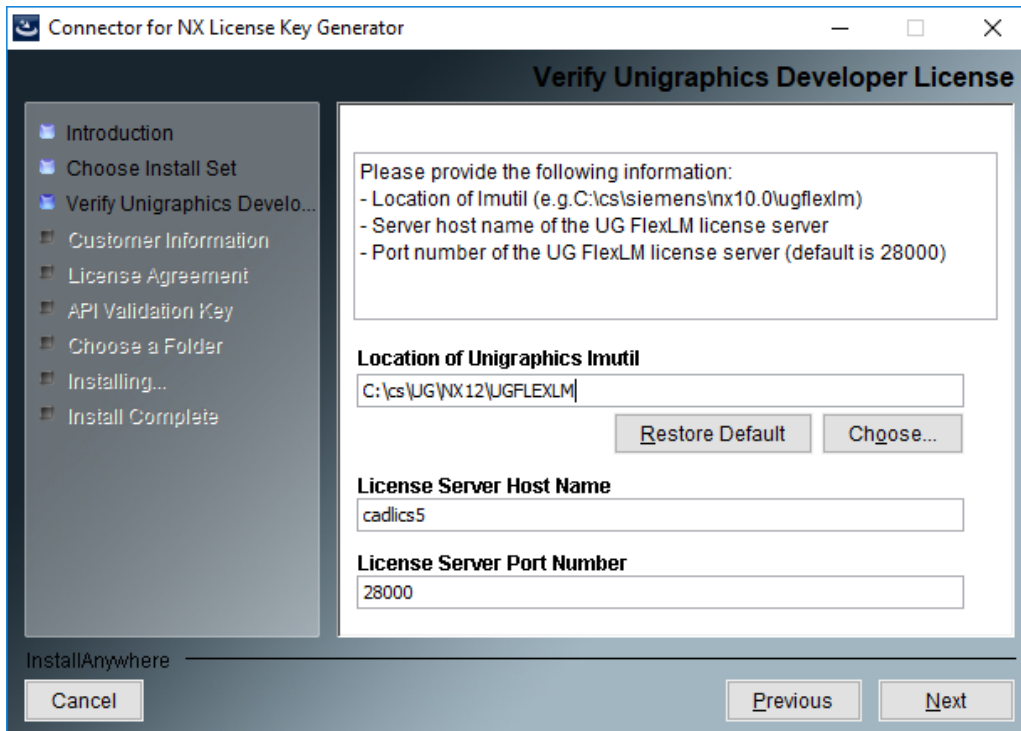 Connector for NX License Key Generator
Verify Unigraphics Developer License
Introduction
Choose Install Set
Verify Unigraphics Develo...
Customer Information
License Agreement
API Validation Key
Choose a Folder
Installing...
Install Complete
Please provide the following information:
- Location of lmutil (e.g.C:\cs\siemens\nx10.0\ugflexlm)
- Server host name of the UG FlexLM license server
- Port number of the UG FlexLM license server (default is 28000)
Location of Unigraphics lmutil
C:\cs\UG\NX12\UGFLEXLM
Restore Default
Choose...
License Server Host Name
cadlics5
License Server Port Number
28000
InstallAnywhere
Cancel
Previous
Next